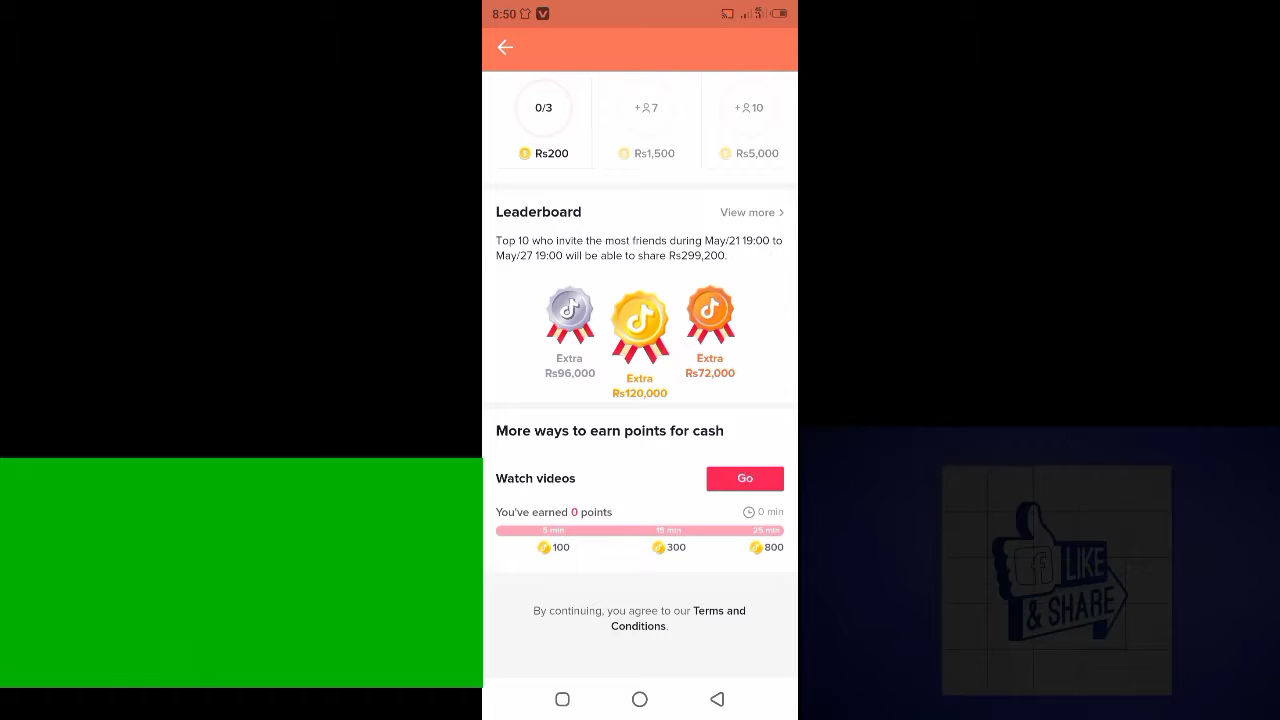 8:50
0/3
+7
+10
Rs200
Rs1,500
Rs5,000
Leaderboard
View more >
Top 10 who invite the most friends during May/21 19:00 to
May/27 19:00 will be able to share Rs299,200.
Extra
Rs96,000
Extra
Rs120,000
Extra
Rs72,000
More ways to earn points for cash
Watch videos
Go
You've earned 0 points
0 min
5 min
15 min
25 min
100
300
800
By continuing, you agree to our Terms and
Conditions.
f LIKE
& SHARE